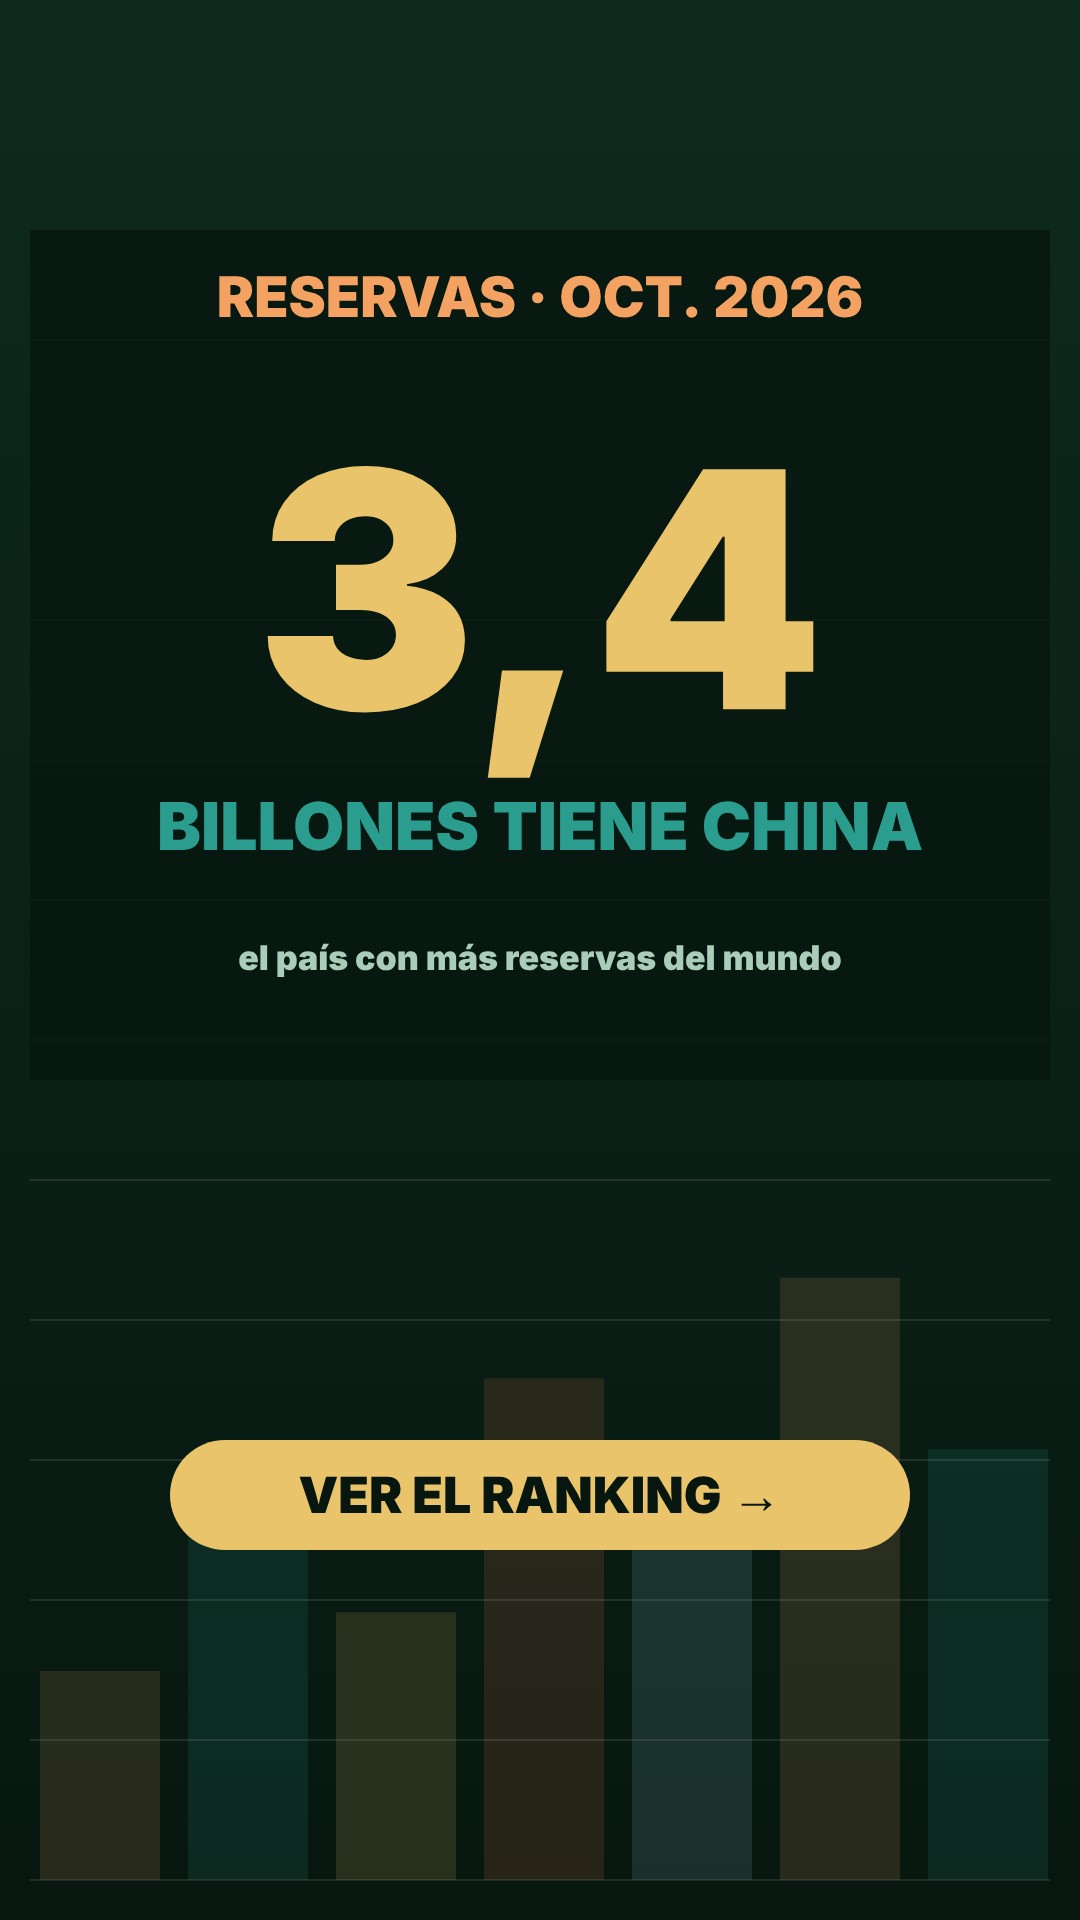 RESERVAS · OCT. 2026
3,4
BILLONES TIENE CHINA
el país con más reservas del mundo
VER EL RANKING →